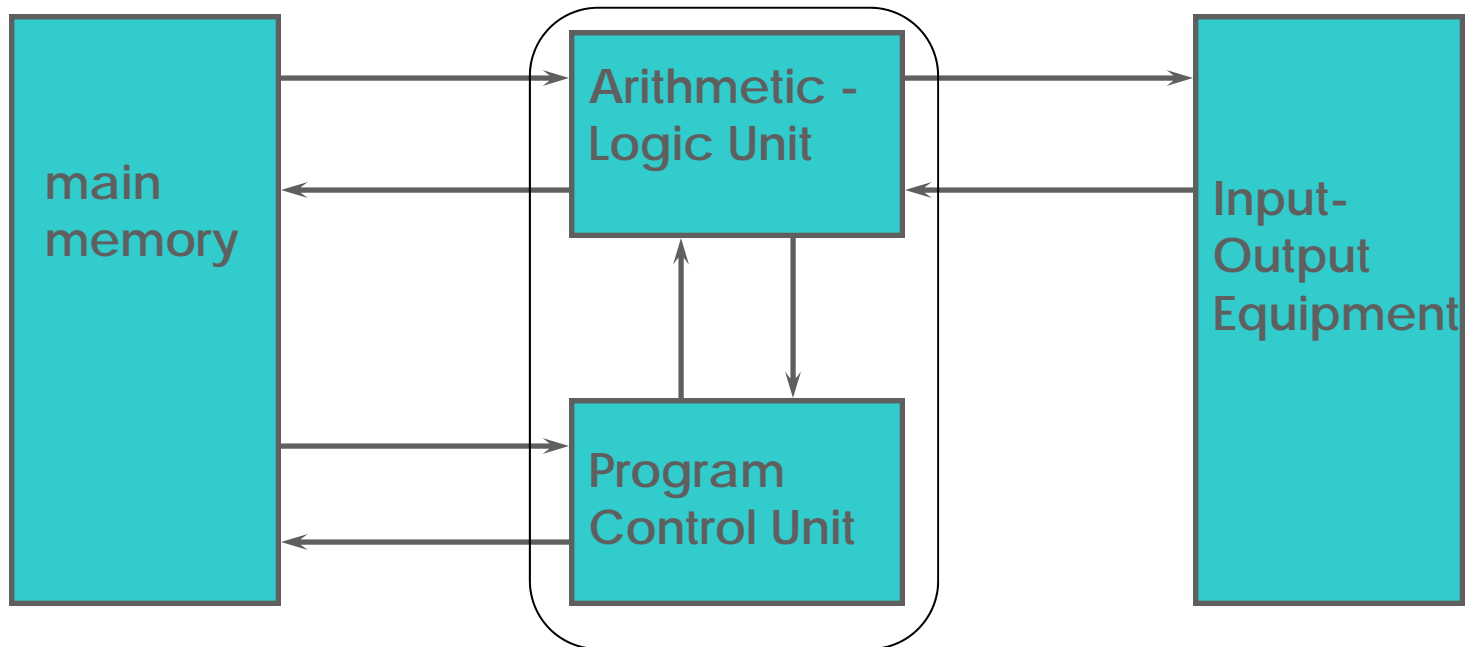 main
memory
Arithmetic -
Logic Unit
Program
Control Unit
Input-
Output
Equipment